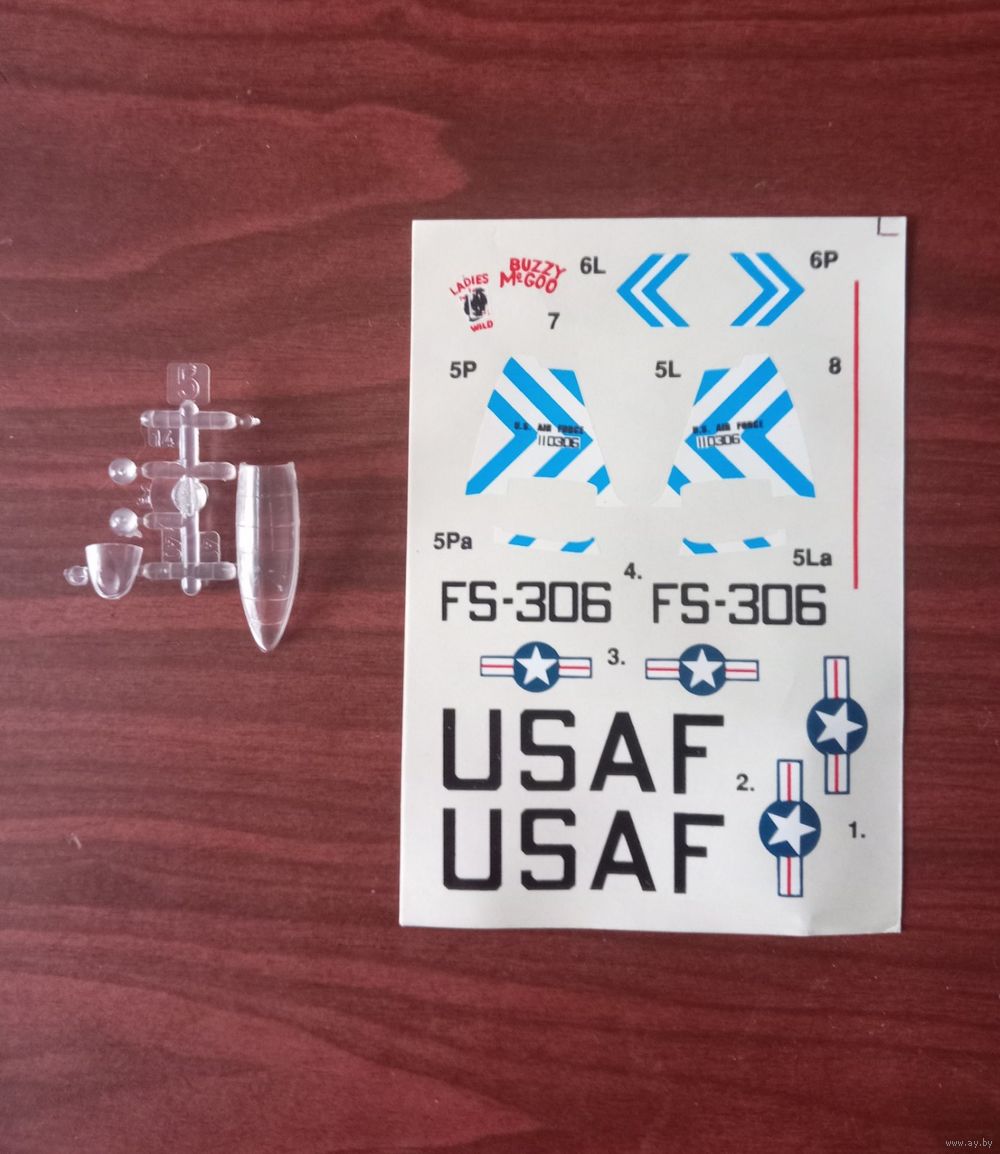 BUZZY
McGOO
LADIES
WILD
7
6L
6P
5P
5L
8
U.S. AIR FORCE
110306
U.S. AIR FORCE
110306
5Pa
5La
4.
FS-306
FS-306
3.
USAF
2.
USAF
1.
5
www.ay.by